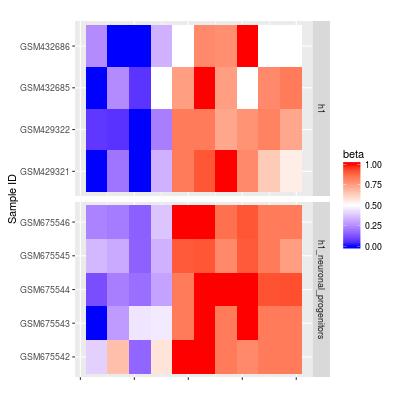 Sample ID
GSM432686
GSM432685
GSM429322
GSM429321
h1
GSM675546
GSM675545
GSM675544
GSM675543
GSM675542
h1_neuronal_progenitors
beta
1.00
0.75
0.50
0.25
0.00